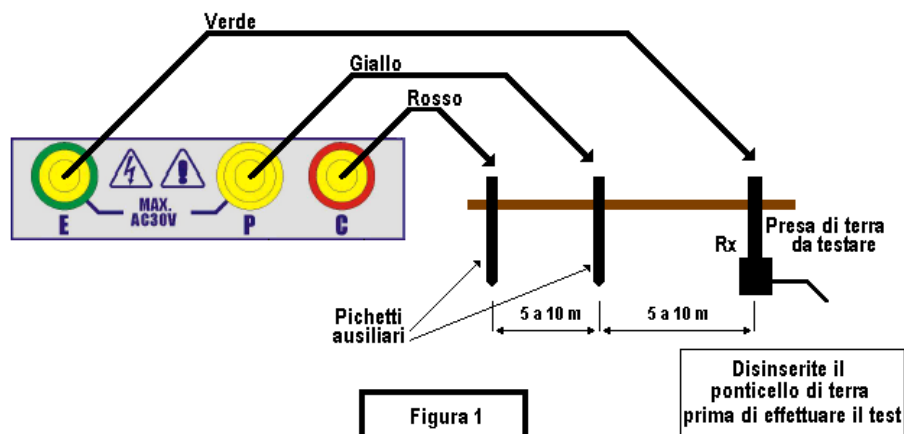 Verde
Giallo
Rosso
MAX.
AC30V
E
P
C
Rx
Presa di terra
da testare
Pichetti
ausiliari
5 a 10 m
5 a 10 m
Disinserite il
ponticello di terra
prima di effettuare il test
Figura 1